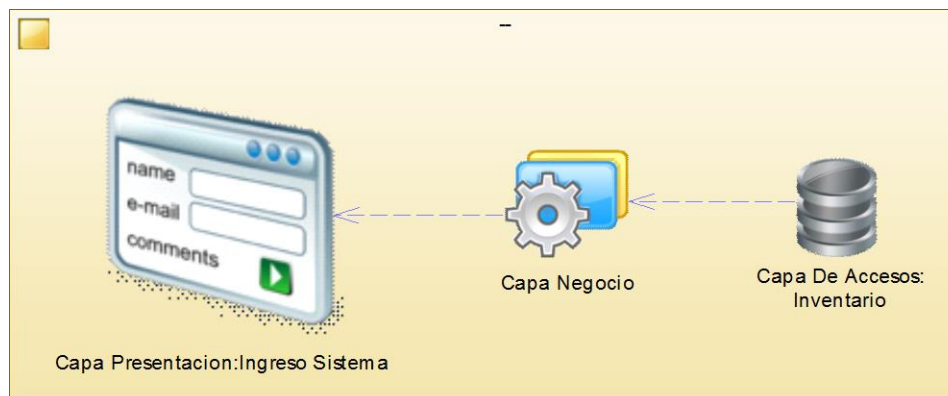 --
name
e-mail
comments
Capa Negocio
Capa De Accesos:
Inventario
Capa Presentacion:Ingreso Sistema